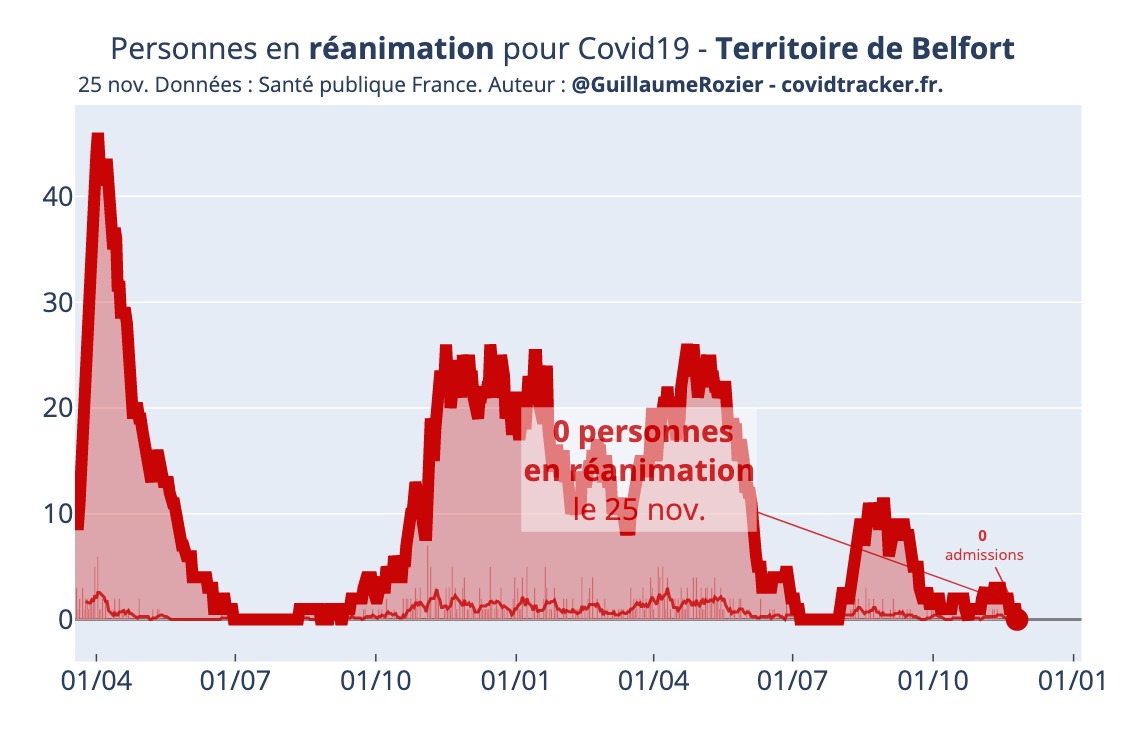 Personnes en réanimation pour Covid19 - Territoire de Belfort
25 nov. Données : Santé publique France. Auteur : @GuillaumeRozier - covidtracker.fr.
40
30
20
10
0
0 personnes
en réanimation
le 25 nov.
0
admissions
01/04 01/07 01/10 01/01 01/04 01/07 01/10 01/01